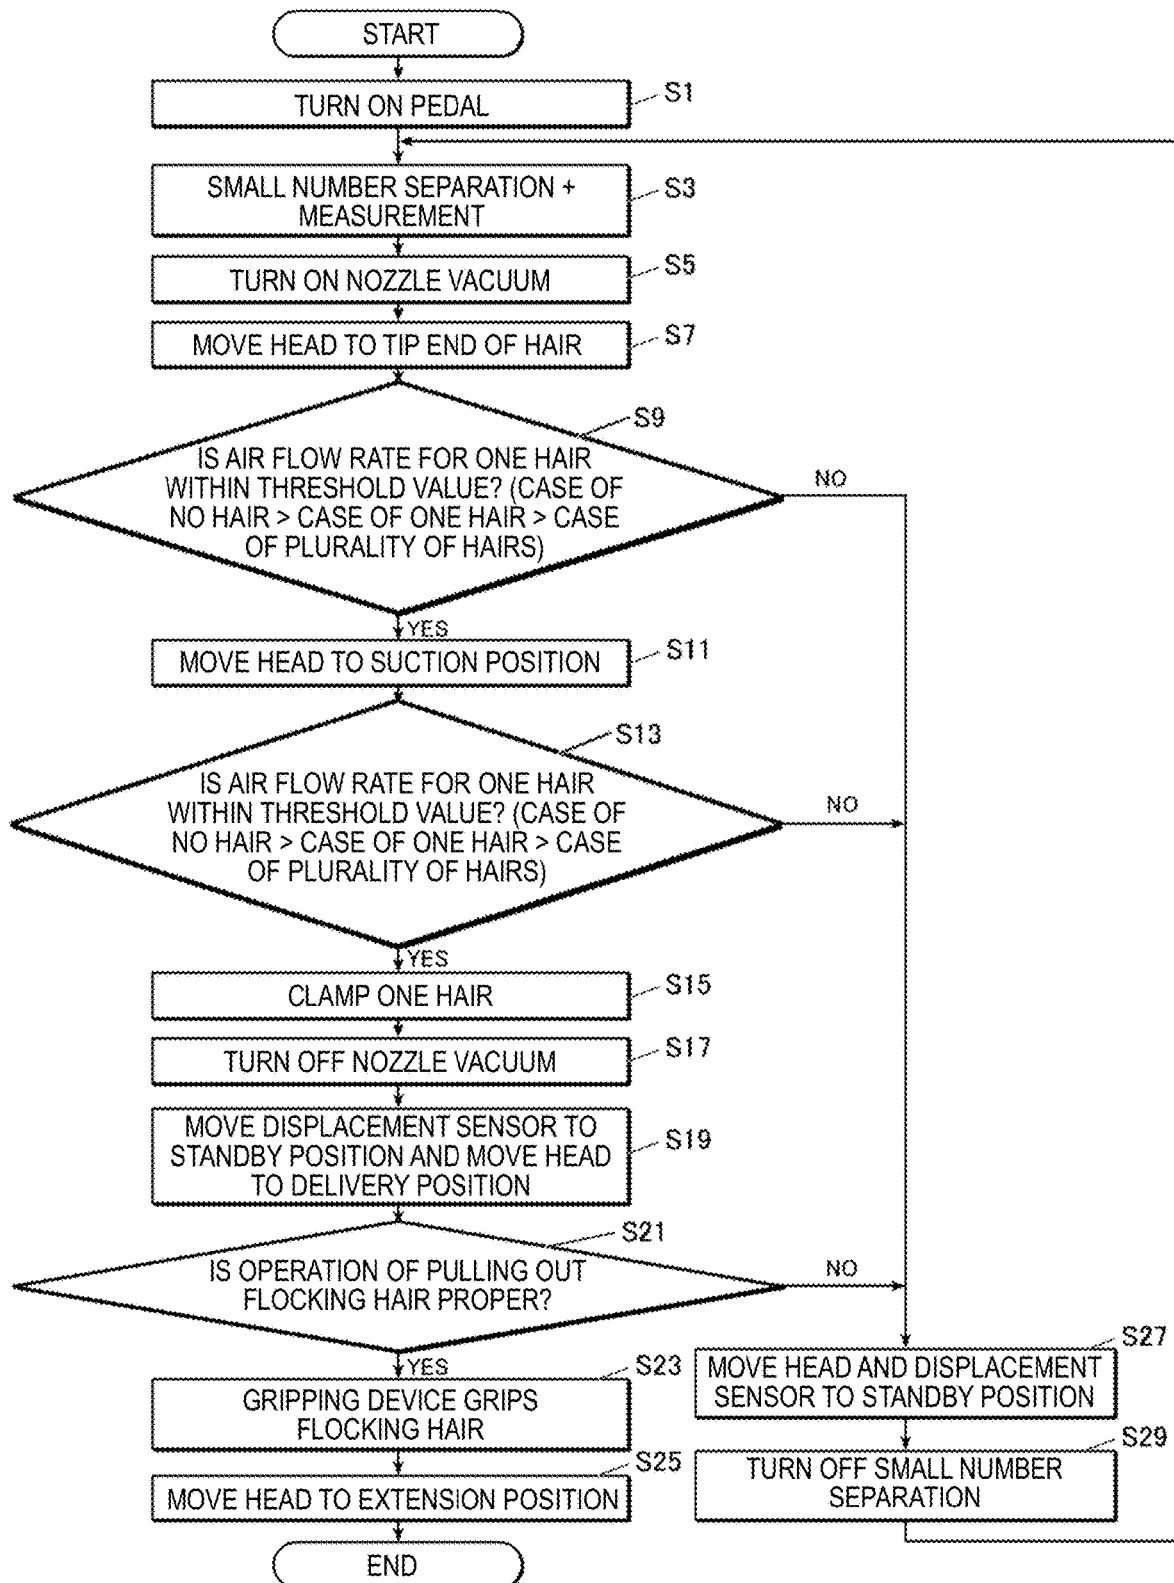 START
TURN ON PEDAL
S1
SMALL NUMBER SEPARATION +
MEASUREMENT
S3
TURN ON NOZZLE VACUUM
S5
MOVE HEAD TO TIP END OF HAIR
S7
S9
IS AIR FLOW RATE FOR ONE HAIR
WITHIN THRESHOLD VALUE? (CASE OF
NO HAIR > CASE OF ONE HAIR > CASE
OF PLURALITY OF HAIRS)
NO
YES
MOVE HEAD TO SUCTION POSITION
S11
S13
IS AIR FLOW RATE FOR ONE HAIR
WITHIN THRESHOLD VALUE? (CASE OF
NO HAIR > CASE OF ONE HAIR > CASE
OF PLURALITY OF HAIRS)
NO
YES
CLAMP ONE HAIR
S15
TURN OFF NOZZLE VACUUM
S17
MOVE DISPLACEMENT SENSOR TO
STANDBY POSITION AND MOVE HEAD
TO DELIVERY POSITION
S19
S21
IS OPERATION OF PULLING OUT
FLOCKING HAIR PROPER?
NO
YES
GRIPPING DEVICE GRIPS
FLOCKING HAIR
S23
MOVE HEAD TO EXTENSION POSITION
S25
END
MOVE HEAD AND DISPLACEMENT
SENSOR TO STANDBY POSITION
S27
TURN OFF SMALL NUMBER
SEPARATION
S29